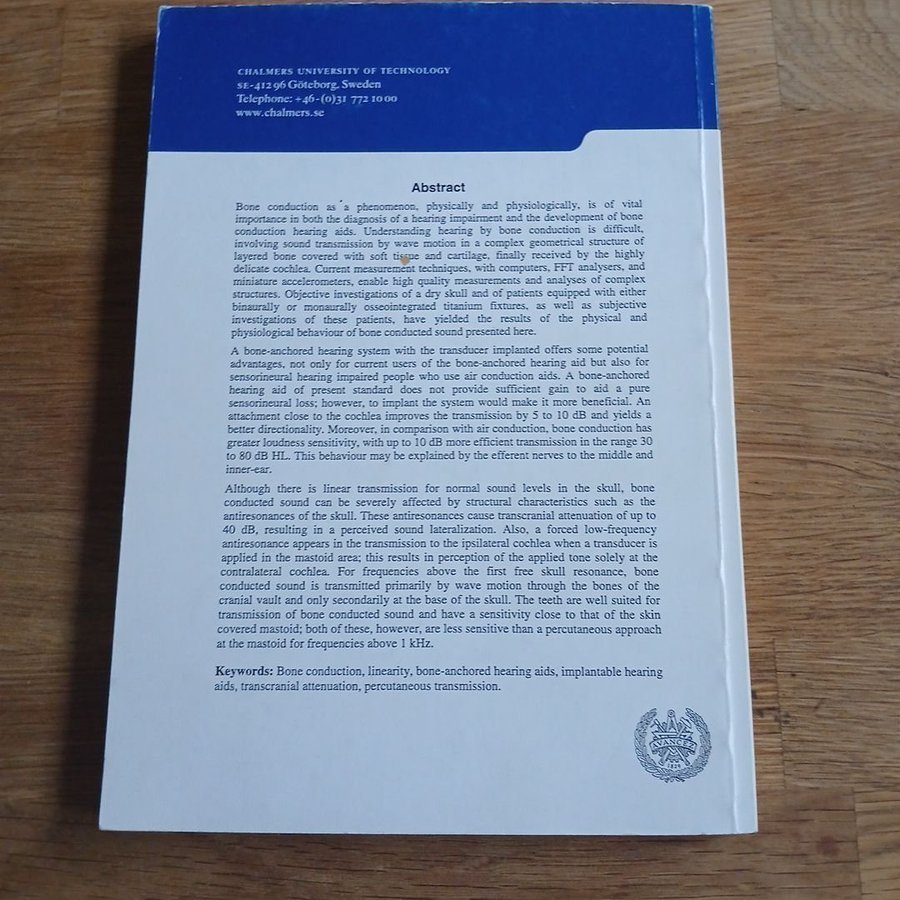 CHALMERS UNIVERSITY OF TECHNOLOGY
SE-412 96 Göteborg, Sweden
Telephone: +46-(0)31 772 10 00
www.chalmers.se
Abstract
Bone conduction as a phenomenon, physically and physiologically, is of vital
importance in both the diagnosis of a hearing impairment and the development of bone
conduction hearing aids. Understanding hearing by bone conduction is difficult,
involving sound transmission by wave motion in a complex geometrical structure of
layered bone covered with soft tissue and cartilage, finally received by the highly
delicate cochlea. Current measurement techniques, with computers, FFT analysers, and
miniature accelerometers, enable high quality measurements and analyses of complex
structures. Objective investigations of a dry skull and of patients equipped with either
binaurally or monaurally osseointegrated titanium fixtures, as well as subjective
investigations of these patients, have yielded the results of the physical and
physiological behaviour of bone conducted sound presented here.
A bone-anchored hearing system with the transducer implanted offers some potential
advantages, not only for current users of the bone-anchored hearing aid but also for
sensorineural hearing impaired people who use air conduction aids. A bone-anchored
hearing aid of present standard does not provide sufficient gain to aid a pure
sensorineural loss; however, to implant the system would make it more beneficial. An
attachment close to the cochlea improves the transmission by 5 to 10 dB and yields a
better directionality. Moreover, in comparison with air conduction, bone conduction has
greater loudness sensitivity, with up to 10 dB more efficient transmission in the range 30
to 80 dB HL. This behaviour may be explained by the efferent nerves to the middle and
inner-ear.
Although there is linear transmission for normal sound levels in the skull, bone
conducted sound can be severely affected by structural characteristics such as the
antiresonances of the skull. These antiresonances cause transcranial attenuation of up to
40 dB, resulting in a perceived sound lateralization. Also, a forced low-frequency
antiresonance appears in the transmission to the ipsilateral cochlea when a transducer is
applied in the mastoid area; this results in perception of the applied tone solely at the
contralateral cochlea. For frequencies above the first free skull resonance, bone
conducted sound is transmitted primarily by wave motion through the bones of the
cranial vault and only secondarily at the base of the skull. The teeth are well suited for
transmission of bone conducted sound and have a sensitivity close to that of the skin
covered mastoid; both of these, however, are less sensitive than a percutaneous approach
at the mastoid for frequencies above 1 kHz.
Keywords: Bone conduction, linearity, bone-anchored hearing aids, implantable hearing
aids, transcranial attenuation, percutaneous transmission.
AVANCEZ
1829